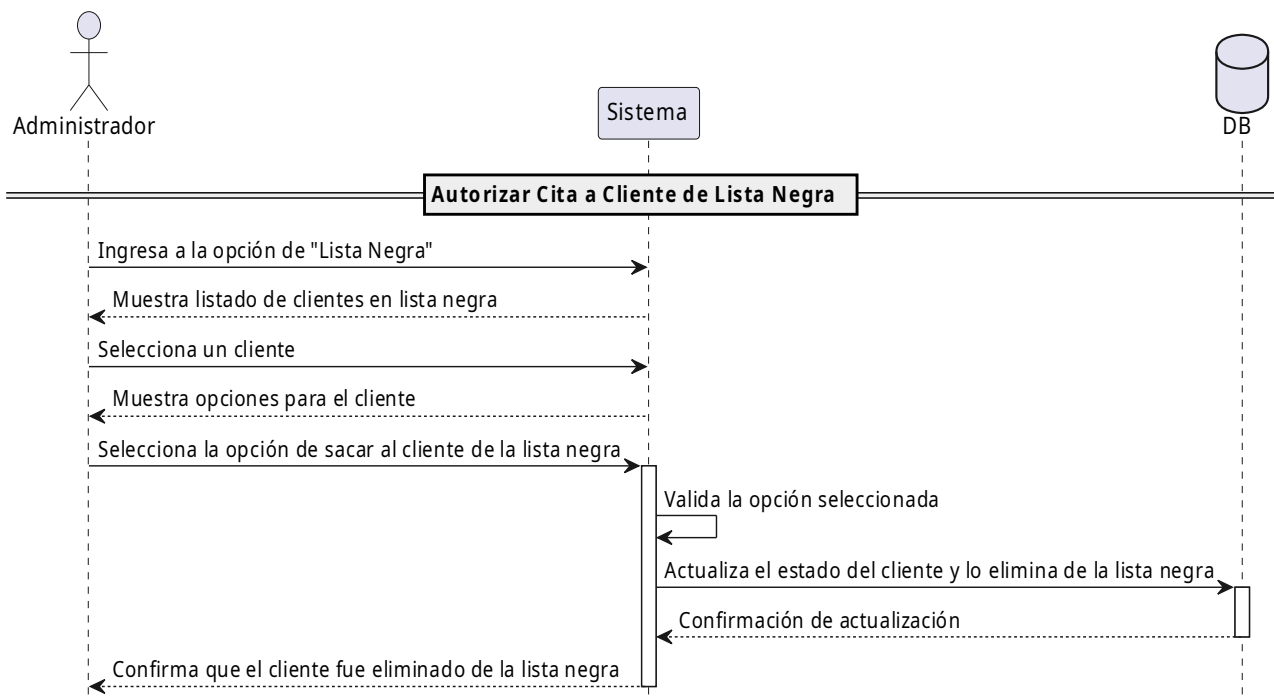 Administrador
Sistema
DB
Autorizar Cita a Cliente de Lista Negra
Ingresa a la opción de "Lista Negra"
Muestra listado de clientes en lista negra
Selecciona un cliente
Muestra opciones para el cliente
Selecciona la opción de sacar al cliente de la lista negra
Valida la opción seleccionada
Actualiza el estado del cliente y lo elimina de la lista negra
Confirmación de actualización
Confirma que el cliente fue eliminado de la lista negra